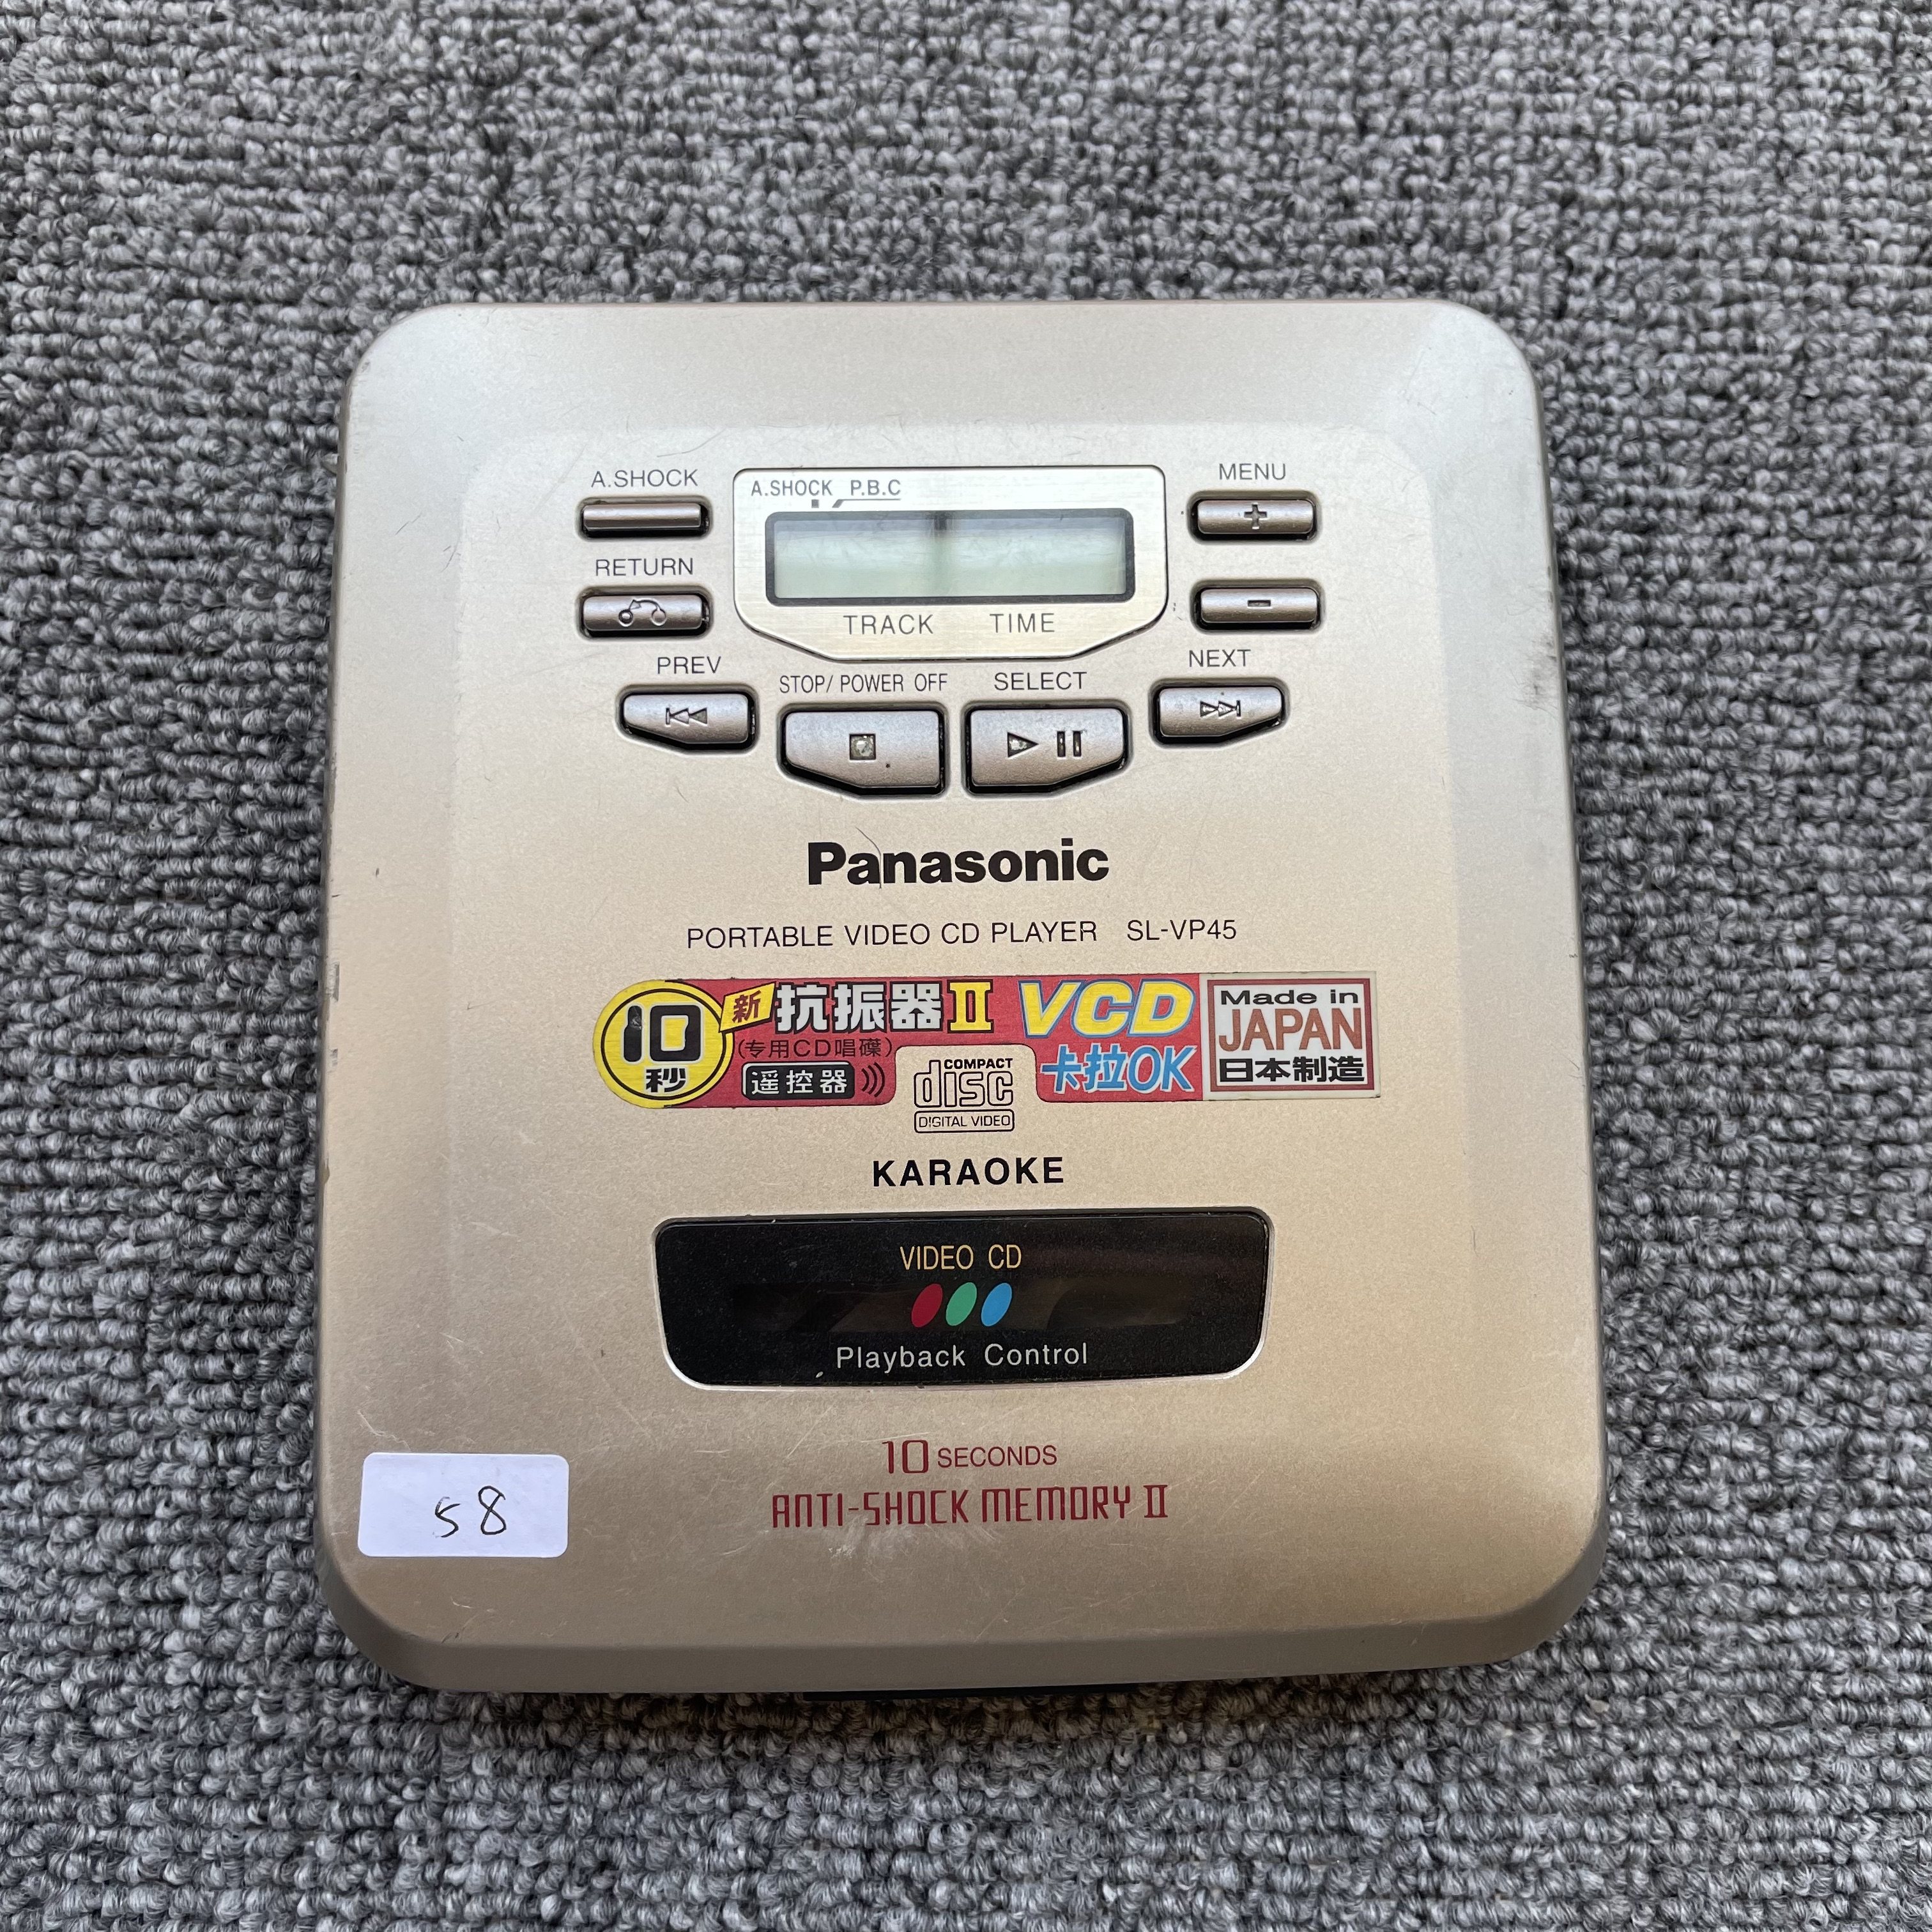 A.SHOCK
MENU
A.SHOCK P.B.C
+
RETURN
-
TRACK TIME
PREV
NEXT
STOP/ POWER OFF
SELECT
Panasonic
PORTABLE VIDEO CD PLAYER SL-VP45
10秒
新抗振器II
(专用CD唱碟)
遥控器
COMPACT
disc
DIGITAL VIDEO
VCD
卡拉OK
Made in
JAPAN
日本制造
KARAOKE
VIDEO CD
Playback Control
10 SECONDS
ANTI-SHOCK MEMORY II
58